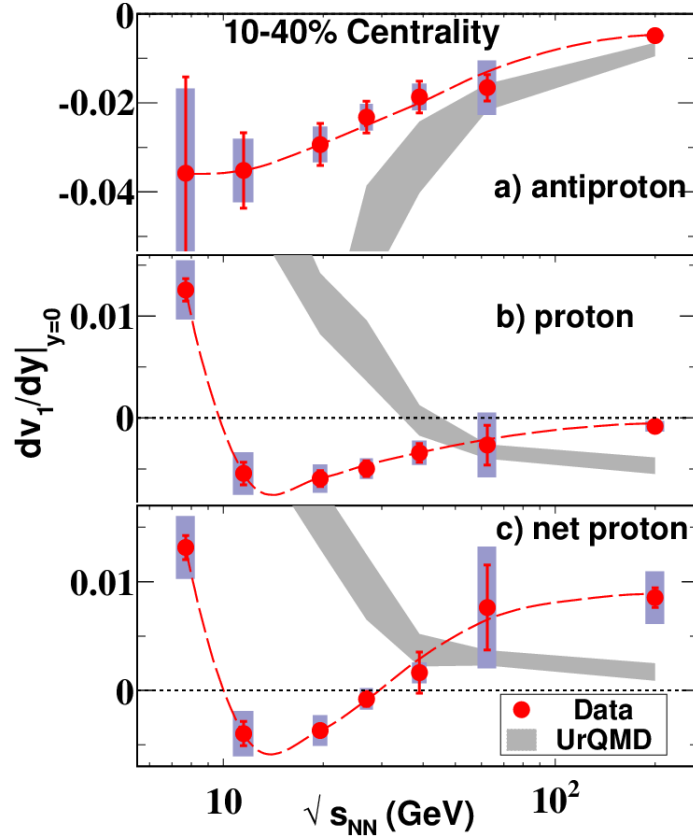 0
10-40% Centrality
-0.02
-0.04
a) antiproton
0.01
b) proton
0
dv1/dy|y=0
c) net proton
0.01
0
Data
UrQMD
10
10²
√ sNN (GeV)